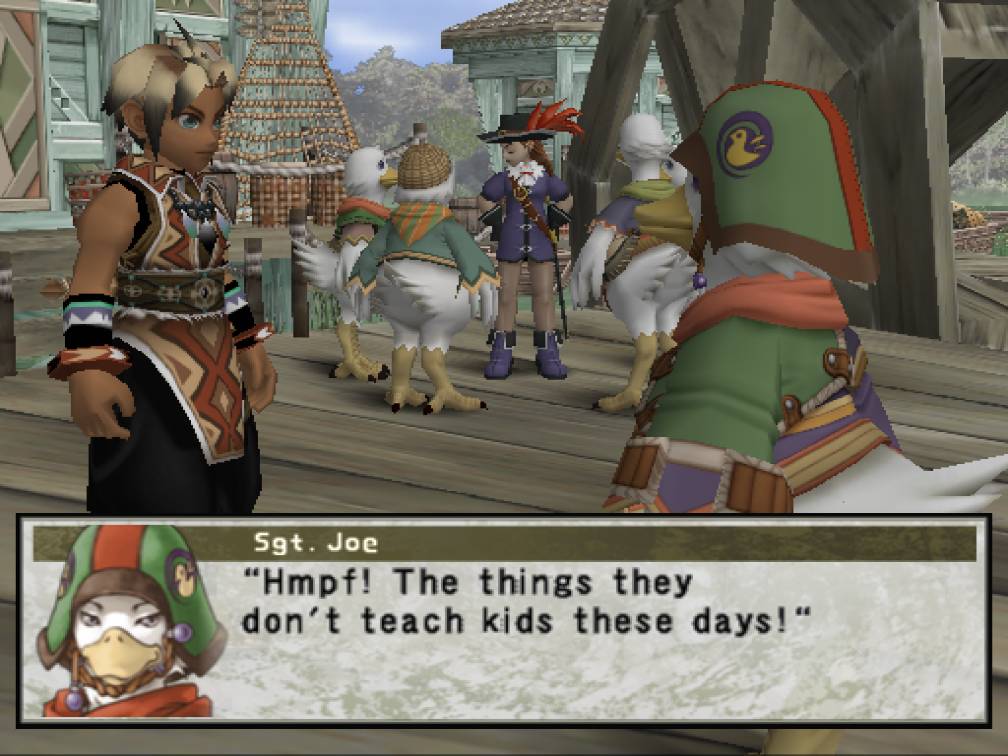 Sgt. Joe
“Hmpf! The things they
don't teach kids these days!“